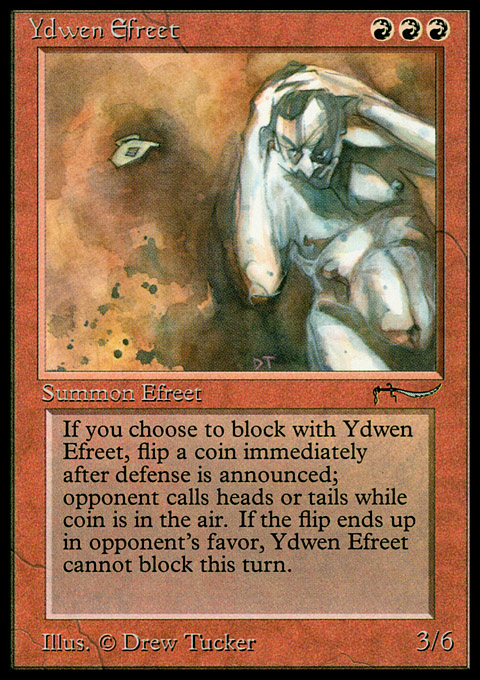 Ydwen Efreet
DT
Summon Efreet
If you choose to block with Ydwen
Efreet, flip a coin immediately
after defense is announced;
opponent calls heads or tails while
coin is in the air. If the flip ends up
in opponent's favor, Ydwen Efreet
cannot block this turn.
Illus. © Drew Tucker
3/6